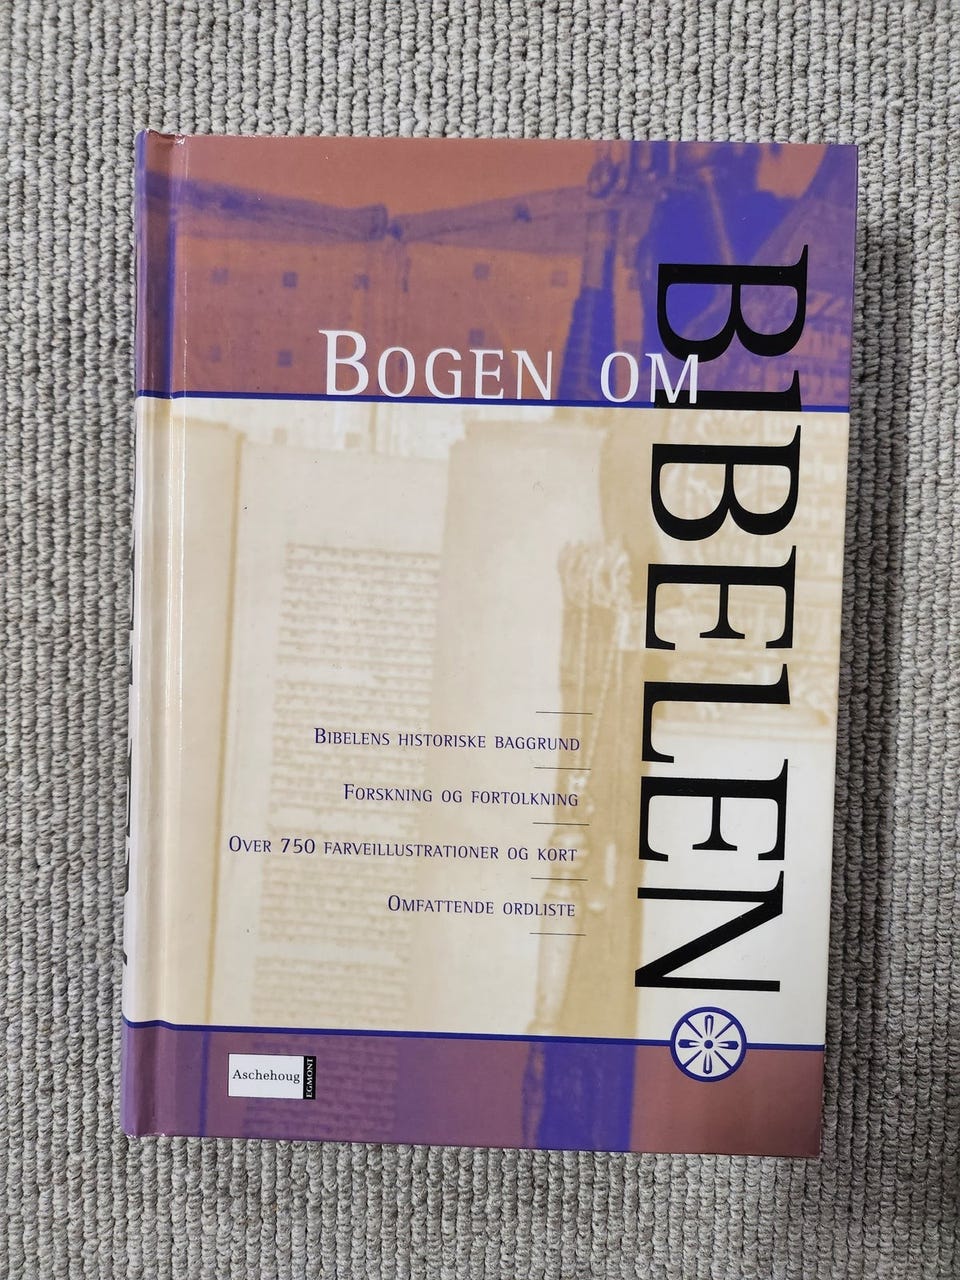 Bogen om
BIBELEN
Bibelens historiske baggrund
Forskning og fortolkning
Over 750 farveillustrationer og kort
Omfattende ordliste
Aschehoug
EGMONT